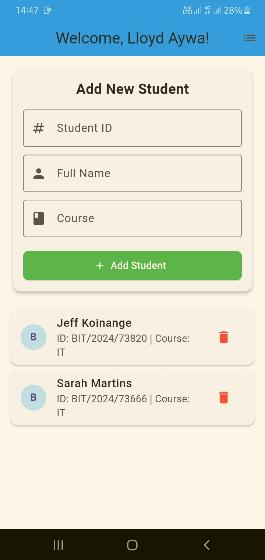 14:47
28%
Welcome, Lloyd Aywa!
Add New Student
# Student ID
Full Name
Course
+ Add Student
B
Jeff Koinange
ID: BIT/2024/73820 | Course:
IT
B
Sarah Martins
ID: BIT/2024/73666 | Course:
IT